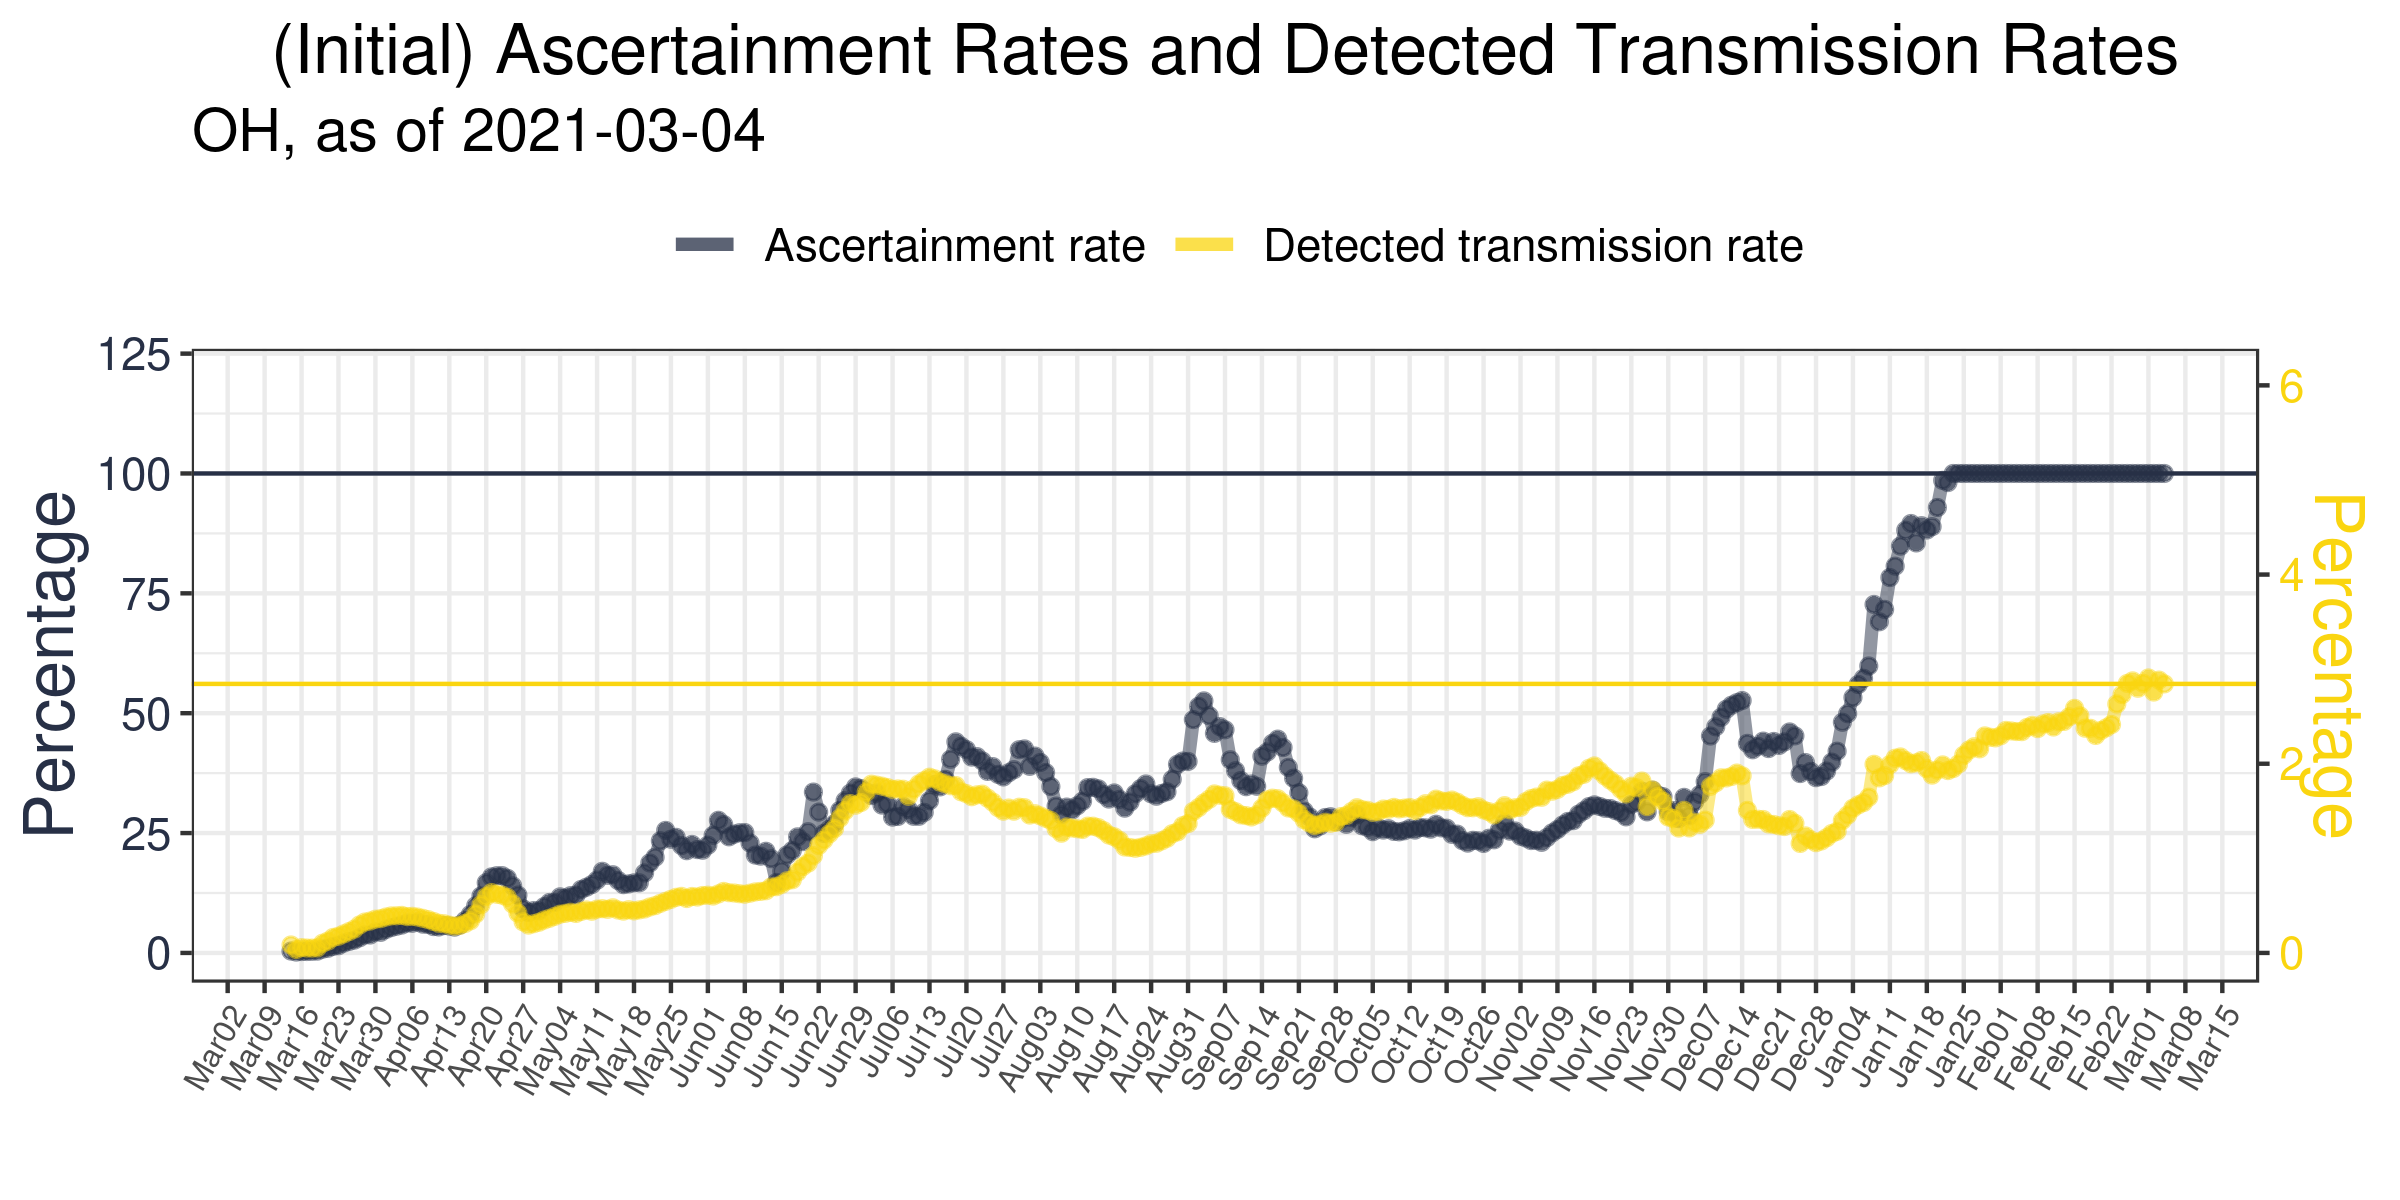 (Initial) Ascertainment Rates and Detected Transmission Rates
OH, as of 2021-03-04
Ascertainment rate
Detected transmission rate
Percentage
125
100
75
50
25
0
6
4
2
0
Percentage
Mar02
Mar09
Mar16
Mar23
Mar30
Apr06
Apr13
Apr20
Apr27
May04
May11
May18
May25
Jun01
Jun08
Jun15
Jun22
Jun29
Jul06
Jul13
Jul20
Jul27
Aug03
Aug10
Aug17
Aug24
Aug31
Sep07
Sep14
Sep21
Sep28
Oct05
Oct12
Oct19
Oct26
Nov02
Nov09
Nov16
Nov23
Nov30
Dec07
Dec14
Dec21
Dec28
Jan04
Jan11
Jan18
Jan25
Feb01
Feb08
Feb15
Feb22
Mar01
Mar08
Mar15